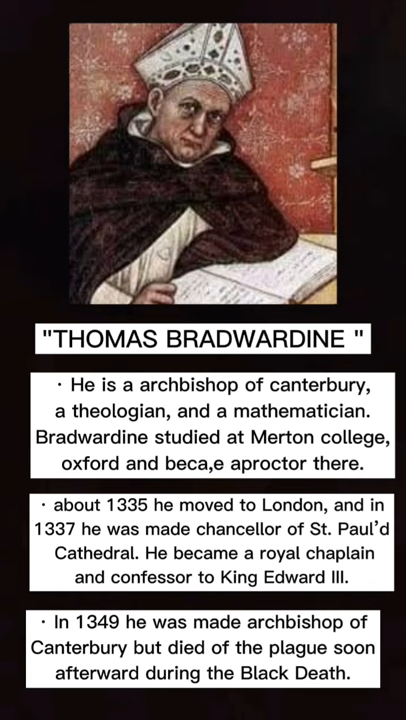 "THOMAS BRADWARDINE "
· He is a archbishop of canterbury,
a theologian, and a mathematician.
Bradwardine studied at Merton college,
oxford and beca,e aproctor there.
· about 1335 he moved to London, and in
1337 he was made chancellor of St. Paul’d
Cathedral. He became a royal chaplain
and confessor to King Edward III.
· In 1349 he was made archbishop of
Canterbury but died of the plague soon
afterward during the Black Death.